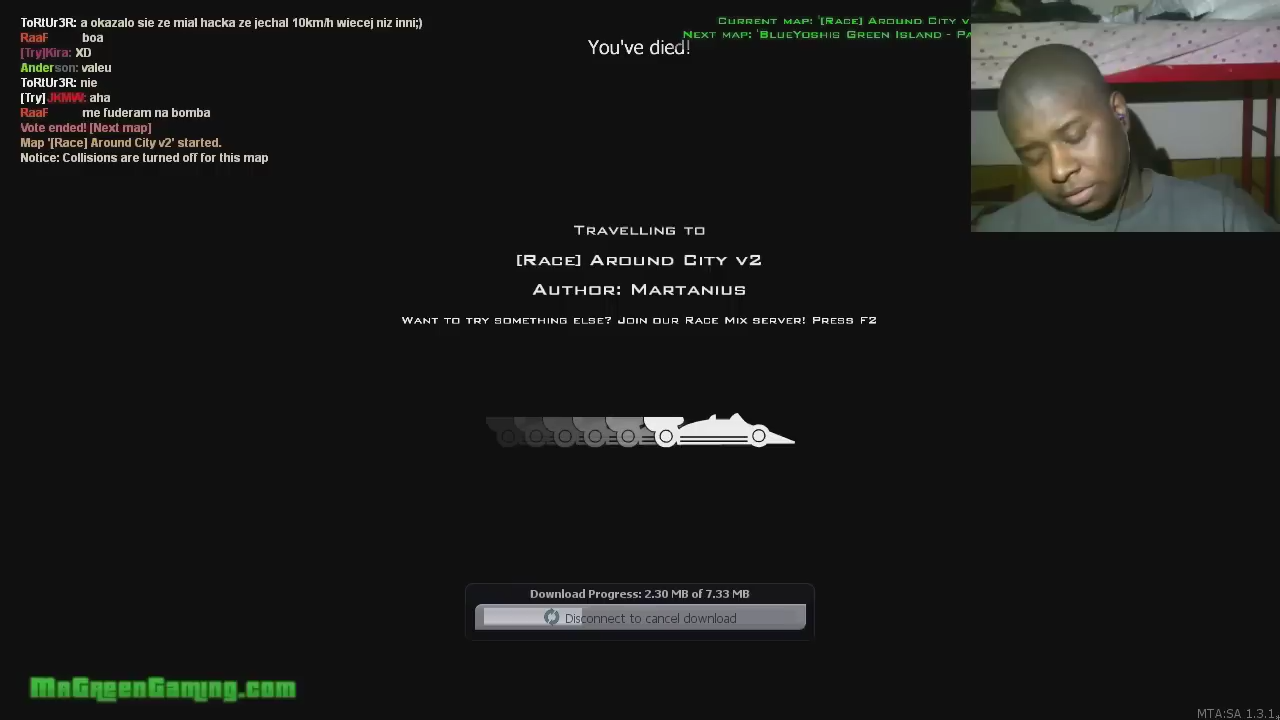 ToRtUr3R: a okazalo sie ze mial hacka ze jechal 10km/h wiecej niz inni;)
RaaF boa
[Try]Kira: XD
Anderson: valeu
ToRtUr3R: nie
[Try]JKMW: aha
RaaF me fuderam na bomba
Vote ended! [Next map]
Map '[Race] Around City v2' started.
Notice: Collisions are turned off for this map
Current map: '[Race] Around City v
Next map: 'BlueYoshis Green Island - Pa
You've died!
Travelling to
[Race] Around City v2
Author: Martanius
Want to try something else? Join our Race Mix server! Press F2
Download Progress: 2.30 MB of 7.33 MB
Disconnect to cancel download
MrGreenGaming.com
MTA:SA 1.3.1